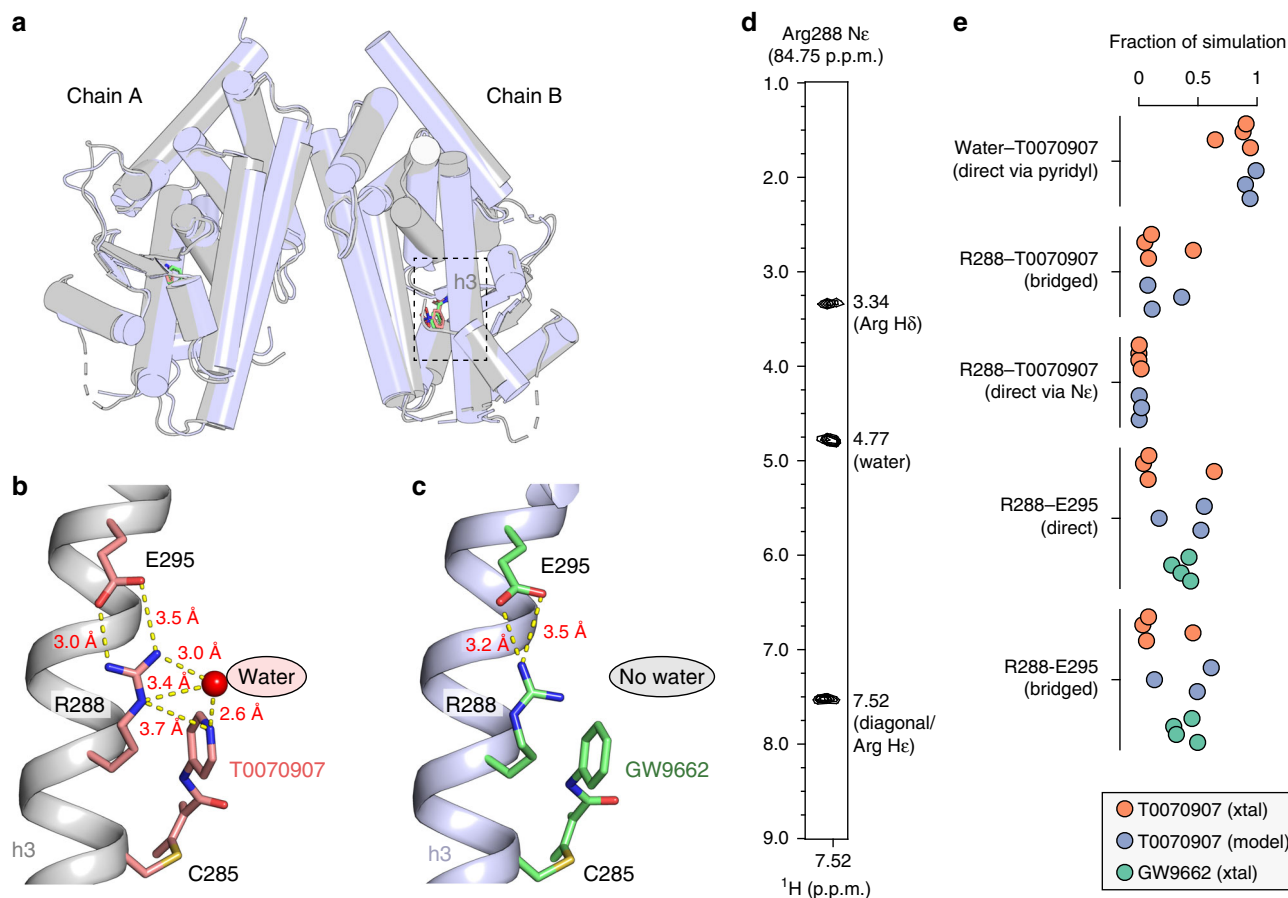 a
Chain A
Chain B
h3
b
E295
3.5 Å
3.0 Å
3.0 Å
Water
3.4 Å
R288
2.6 Å
3.7 Å
T0070907
h3
C285
c
E295
3.2 Å
3.5 Å
No water
R288
GW9662
h3
C285
d
Arg288 Nε
(84.75 p.p.m.)
1.0
2.0
3.0
4.0
5.0
6.0
7.0
8.0
9.0
3.34
(Arg Hδ)
4.77
(water)
7.52
(diagonal/
Arg Hε)
7.52
¹H (p.p.m.)
e
Fraction of simulation
0 0.5 1
Water–T0070907
(direct via pyridyl)
R288–T0070907
(bridged)
R288–T0070907
(direct via Nε)
R288–E295
(direct)
R288-E295
(bridged)
T0070907 (xtal)
T0070907 (model)
GW9662 (xtal)